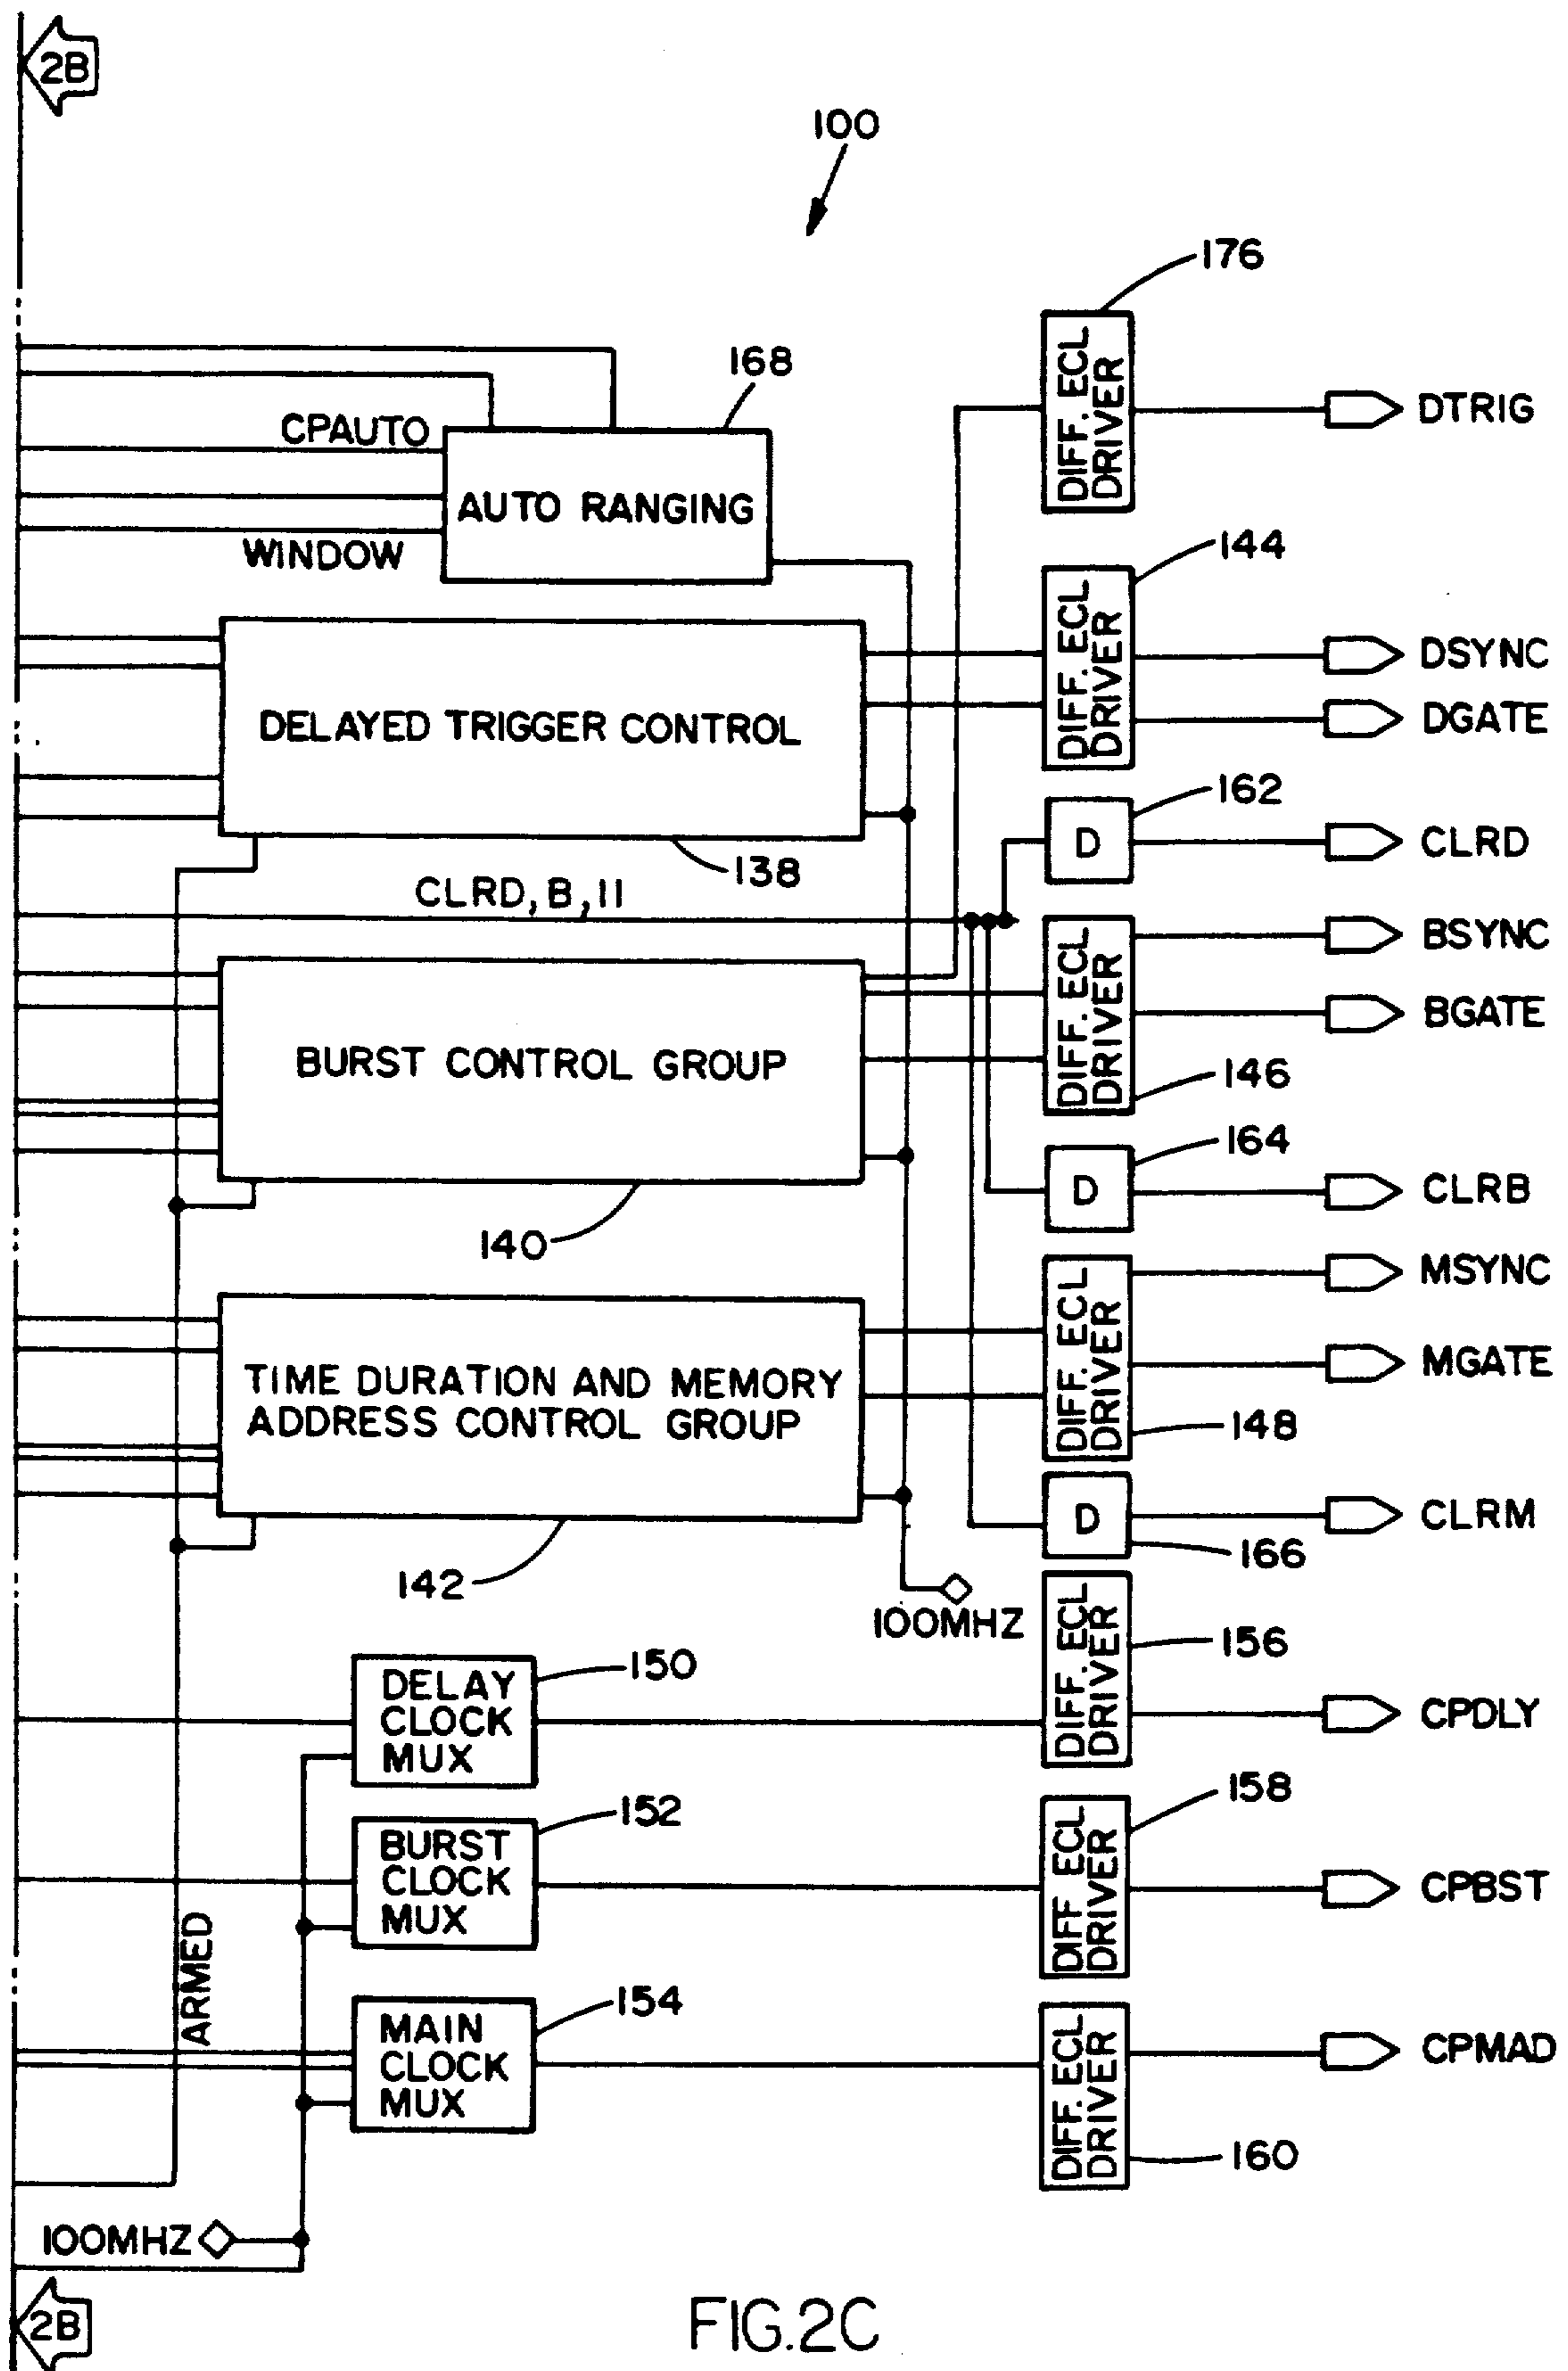 2B
100
176
168
DIFF. ECL
DRIVER
DTRIG
CPAUTO
AUTO RANGING
WINDOW
144
DIFF. ECL
DRIVER
DSYNC
DGATE
DELAYED TRIGGER CONTROL
138
162
D
CLRD
CLRD, B, 11
BSYNC
DIFF. ECL
DRIVER
BGATE
BURST CONTROL GROUP
146
140
164
D
CLRB
MSYNC
DIFF. ECL
DRIVER
MGATE
TIME DURATION AND MEMORY
ADDRESS CONTROL GROUP
148
142
D
CLRM
166
100MHZ
156
DIFF. ECL
DRIVER
CPDLY
150
DELAY
CLOCK
MUX
158
152
BURST
CLOCK
MUX
DIFF ECL
DRIVER
CPBST
ARMED
154
MAIN
CLOCK
MUX
DIFF. ECL
DRIVER
CPMAD
160
100MHZ
2B
FIG.2C